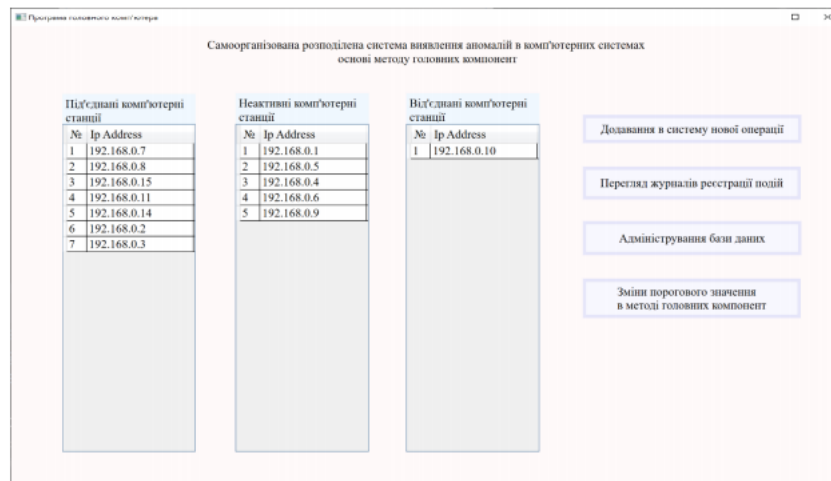 Програма головного комп'ютера
Самоорганізована розподілена система виявлення аномалій в комп'ютерних системах
основі методу головних компонент
Під'єднані комп'ютерні
станції
№ Ip Address
1 192.168.0.7
2 192.168.0.8
3 192.168.0.15
4 192.168.0.11
5 192.168.0.14
6 192.168.0.2
7 192.168.0.3
Неактивні комп'ютерні
станції
№ Ip Address
1 192.168.0.1
2 192.168.0.5
3 192.168.0.4
4 192.168.0.6
5 192.168.0.9
Від'єднані комп'ютерні
станції
№ Ip Address
1 192.168.0.10
Додавання в систему нової операції
Перегляд журналів реєстрації подій
Адміністрування бази даних
Зміни порогового значення
в методі головних компонент